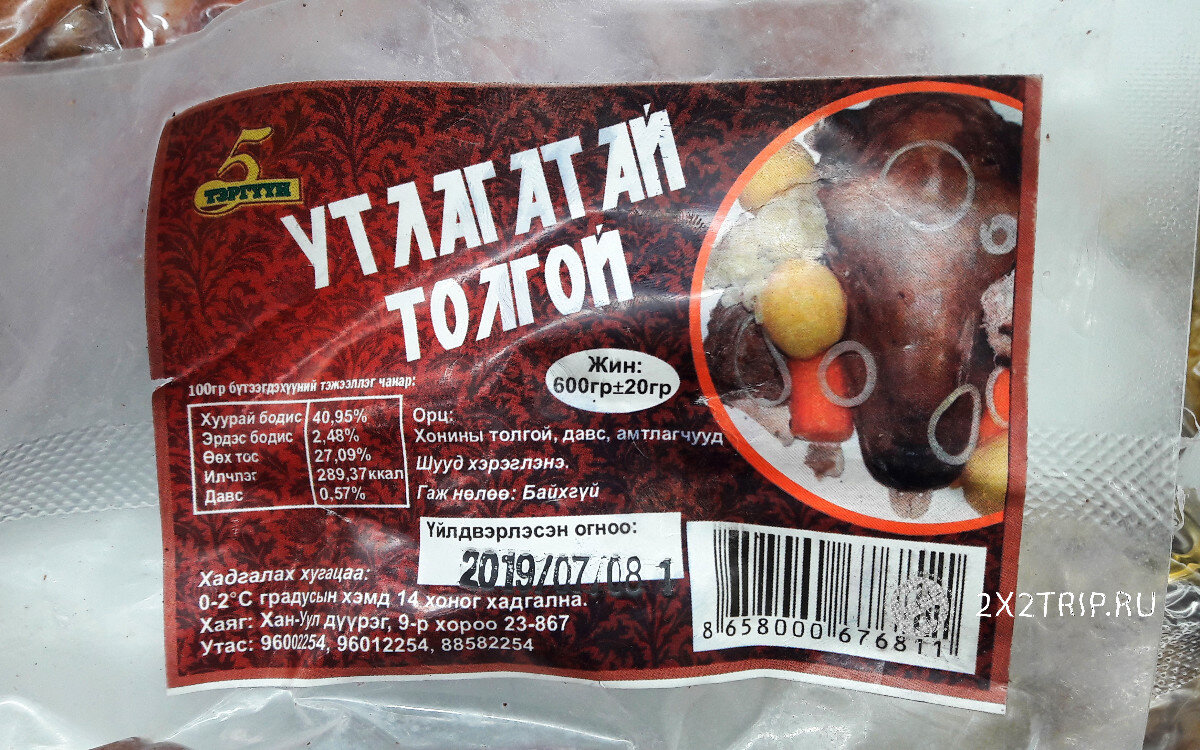 5
ТЭРГҮҮН
УТЛАГАТАЙ
ТОЛГОЙ
Жин:
600гр±20гр
100гр бүтээгдэхүүний тэжээллэг чанар:
Хуурай бодис 40,95%
Эрдэс бодис 2,48%
Өөх тос 27,09%
Илчлэг 289,37ккал
Давс 0,57%
Орц:
Хонины толгой, давс, амтлагчууд
Шууд хэрэглэнэ.
Гаж нөлөө: Байхгүй
Үйлдвэрлэсэн огноо:
2019/07/08 1
Хадгалах хугацаа:
0-2°С градусын хэмд 14 хоног хадгална.
Хаяг: Хан-Уул дүүрэг, 9-р хороо 23-867
Утас: 96002254, 96012254, 88582254
8 658000 676811
2X2TRIP.RU